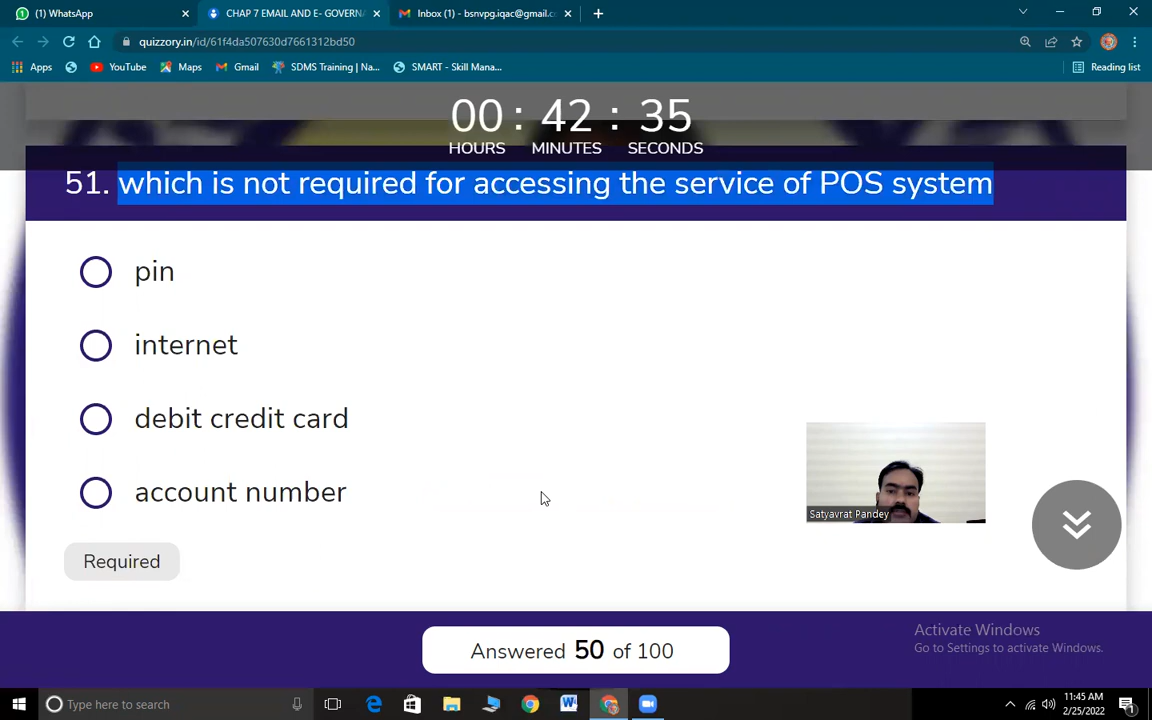 (1) WhatsApp
CHAP 7 EMAIL AND E- GOVERNA
Inbox (1) - bsnvpg.iqac@gmail.c
quizzory.in/id/61f4da507630d7661312bd50
Apps
YouTube
Maps
Gmail
SDMS Training | Na...
SMART - Skill Mana...
Reading list
00 : 42 : 35
HOURS MINUTES SECONDS
51. which is not required for accessing the service of POS system
pin
internet
debit credit card
account number
Satyavrat Pandey
Required
Answered 50 of 100
Activate Windows
Go to Settings to activate Windows.
Type here to search
11:45 AM
2/25/2022
1